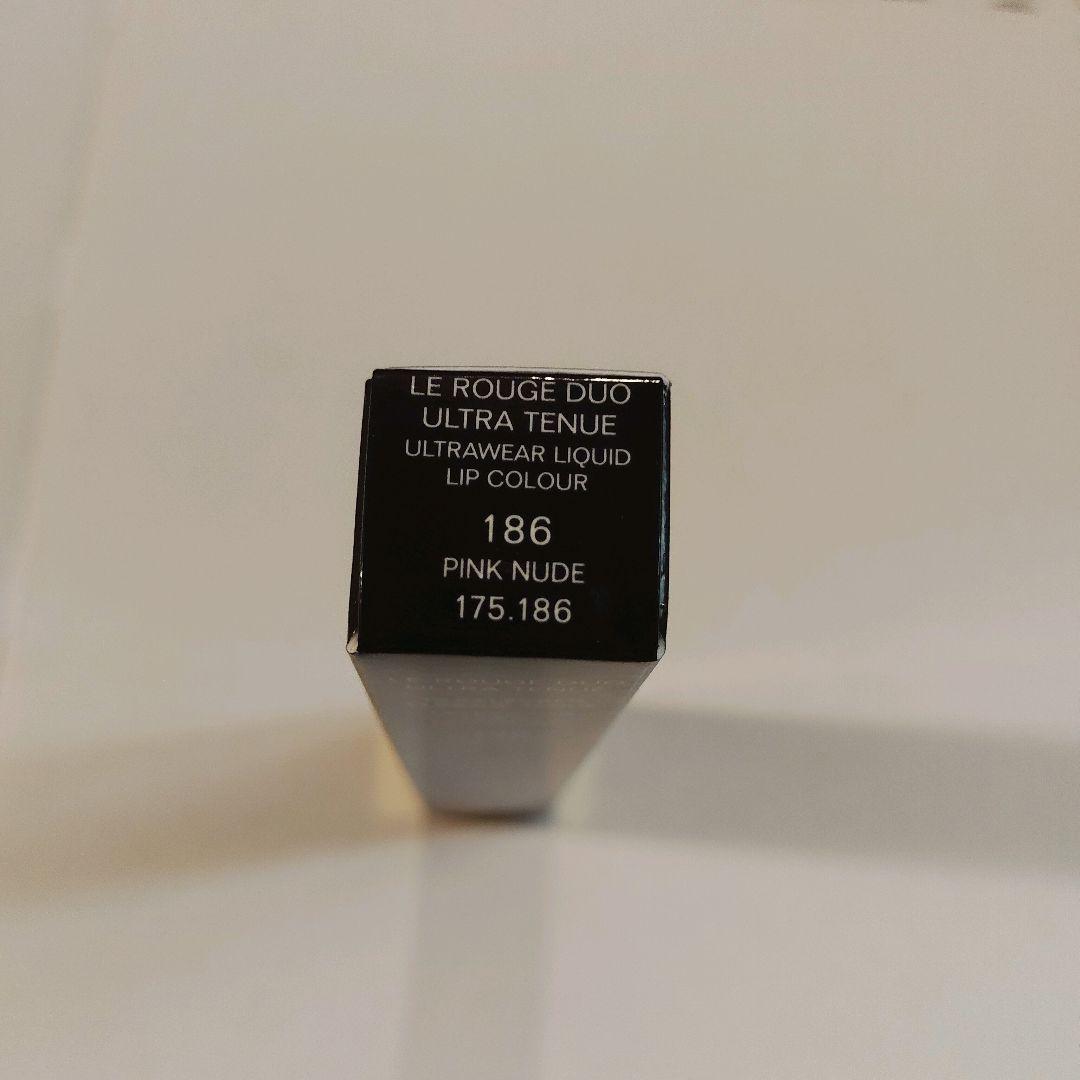 LE ROUGE DUO
ULTRA TENUE
ULTRAWEAR LIQUID
LIP COLOUR
186
PINK NUDE
175.186